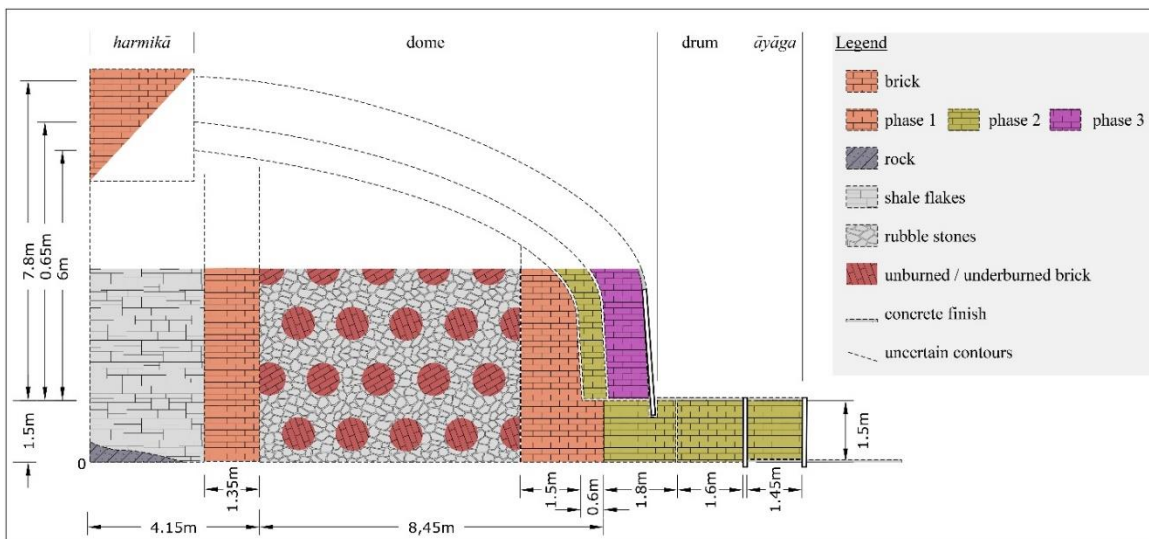 harmikā
dome
drum
āyāga
Legend
brick
phase 1
phase 2
phase 3
rock
shale flakes
rubble stones
unburned / underburned brick
concrete finish
uncertain contours
7.8m
0.65m
6m
1.5m
0
1.35m
4.15m
8,45m
1.5m
0.6m
1.8m
1.6m
1.45m
1.5m